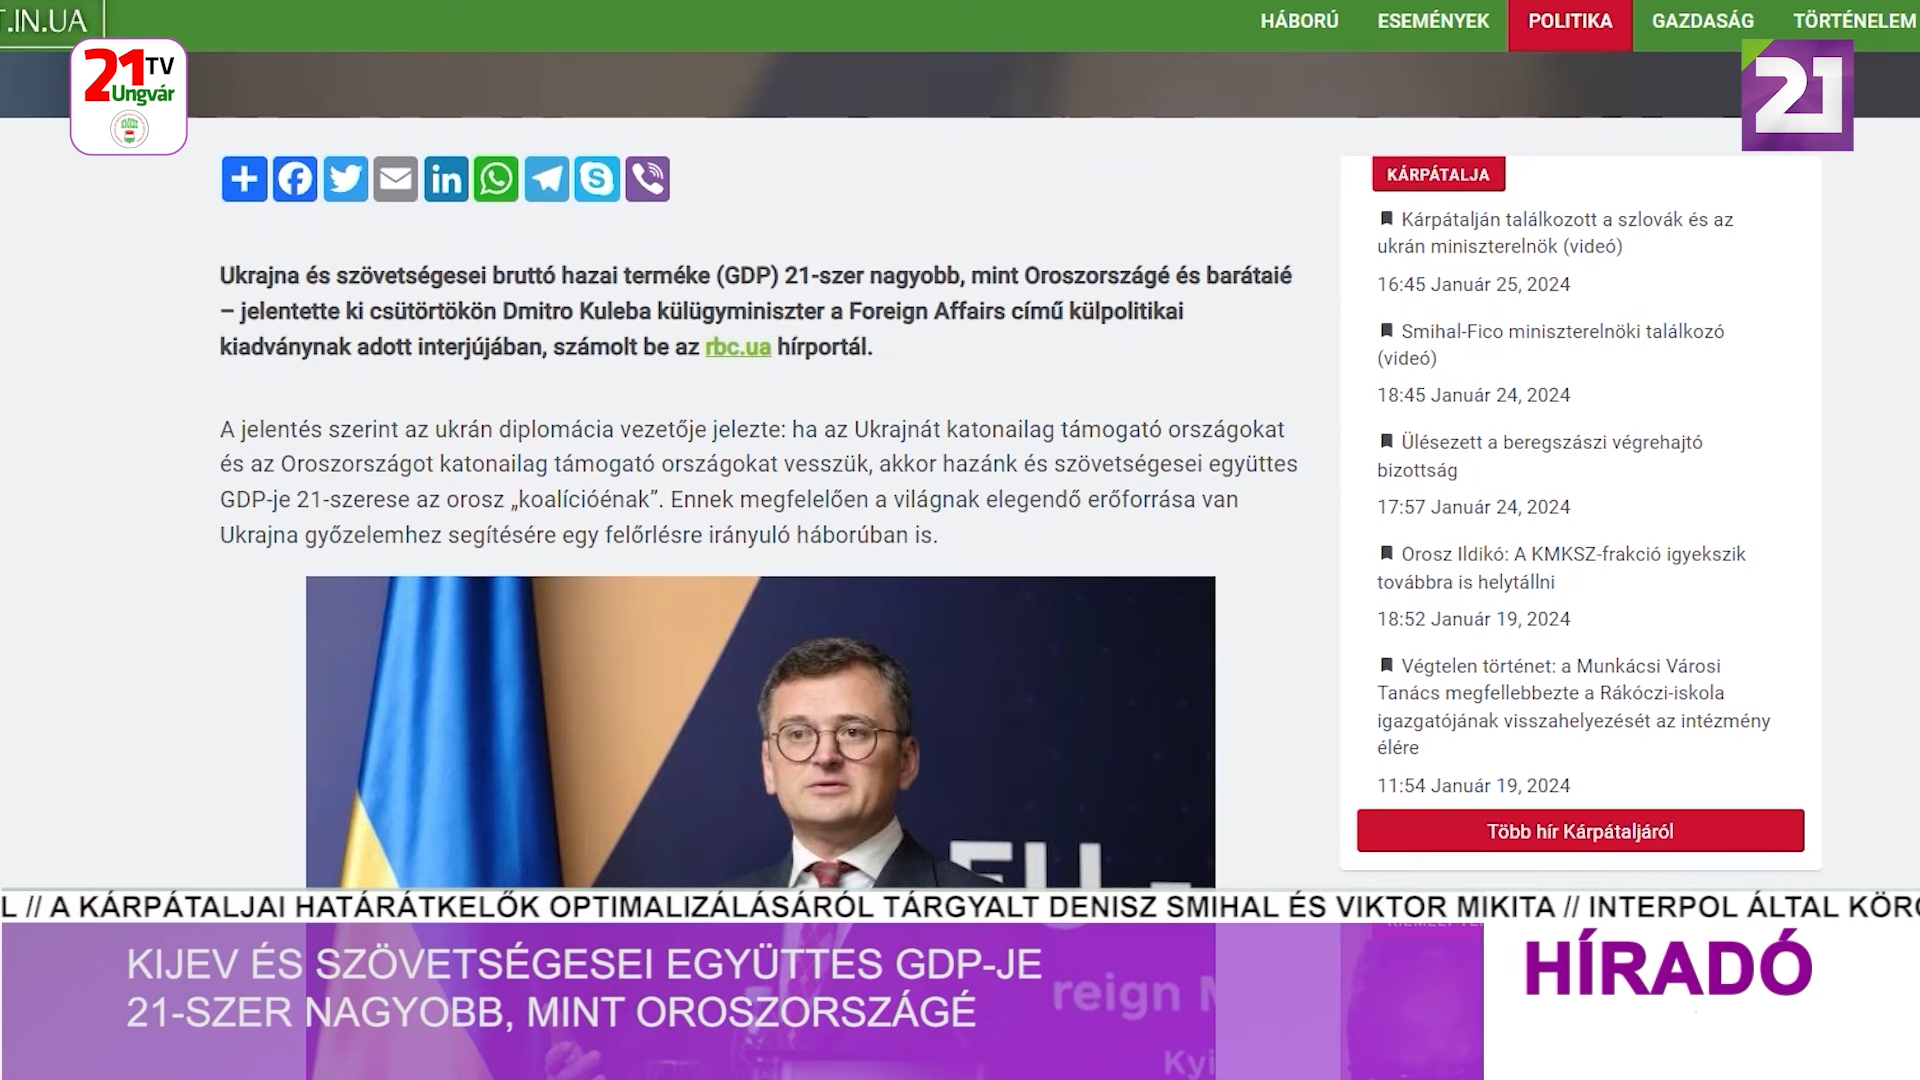 T.IN.UA
HÁBORÚ
ESEMÉNYEK
POLITIKA
GAZDASÁG
TÖRTÉNELEM
21 TV
Ungvár
21
Ukrajna és szövetségesei bruttó hazai terméke (GDP) 21-szer nagyobb, mint Oroszországé és barátaié
– jelentette ki csütörtökön Dmitro Kuleba külügyminiszter a Foreign Affairs című külpolitikai
kiadványnak adott interjújában, számolt be az rbc.ua hírportál.
A jelentés szerint az ukrán diplomácia vezetője jelezte: ha az Ukrajnát katonailag támogató országokat
és az Oroszországot katonailag támogató országokat vesszük, akkor hazánk és szövetségesei együttes
GDP-je 21-szerese az orosz „koalícióénak”. Ennek megfelelően a világnak elegendő erőforrása van
Ukrajna győzelemhez segítésére egy felőrlésre irányuló háborúban is.
KÁRPÁTALJA
Kárpátalján találkozott a szlovák és az
ukrán miniszterelnök (videó)
16:45 Január 25, 2024
Smihal-Fico miniszterelnöki találkozó
(videó)
18:45 Január 24, 2024
Ülésezett a beregszászi végrehajtó
bizottság
17:57 Január 24, 2024
Orosz Ildikó: A KMKSZ-frakció igyekszik
továbbra is helytállni
18:52 Január 19, 2024
Végtelen történet: a Munkácsi Városi
Tanács megfellebbezte a Rákóczi-iskola
igazgatójának visszahelyezését az intézmény
élére
11:54 Január 19, 2024
Több hír Kárpátaljáról
EU -
L // A KÁRPÁTALJAI HATÁRÁTKELŐK OPTIMALIZÁLÁSÁRÓL TÁRGYALT DENISZ SMIHAL ÉS VIKTOR MIKITA // INTERPOL ÁLTAL KÖRÖ
KIJEV ÉS SZÖVETSÉGESEI EGYÜTTES GDP-JE
21-SZER NAGYOBB, MINT OROSZORSZÁGÉ
reign M
Kyi
HÍRADÓ